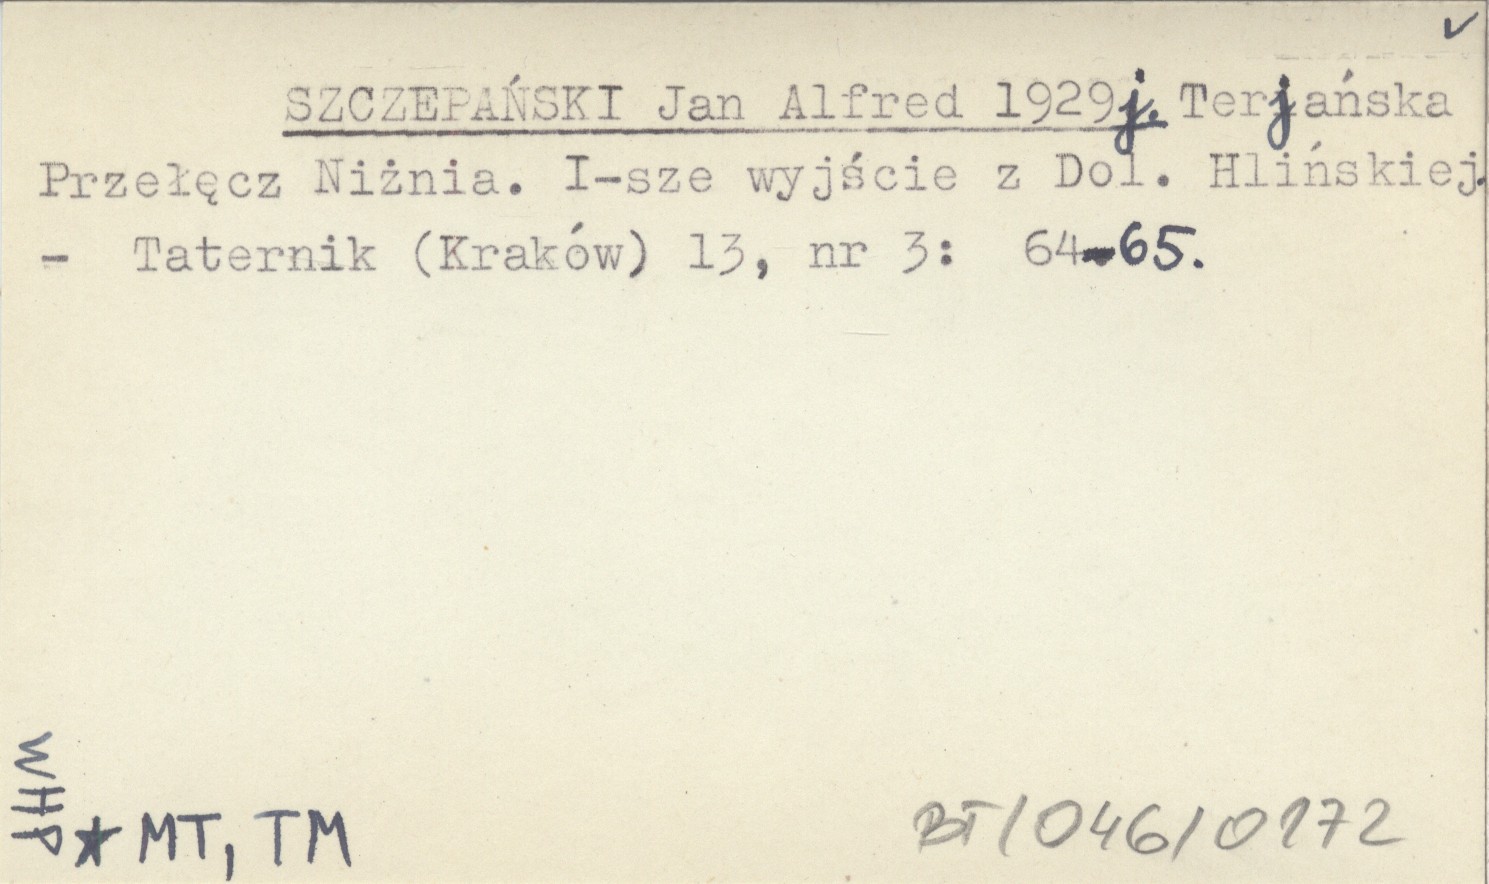 ✓
SZCZEPAŃSKI Jan Alfred 1929j. Terjańska
Przełęcz Niżnia. I-sze wyjście z Dol. Hlińskiej.
- Taternik (Kraków) 13, nr 3: 64-65.
WHP
★ MT, TM
BT/046/0172